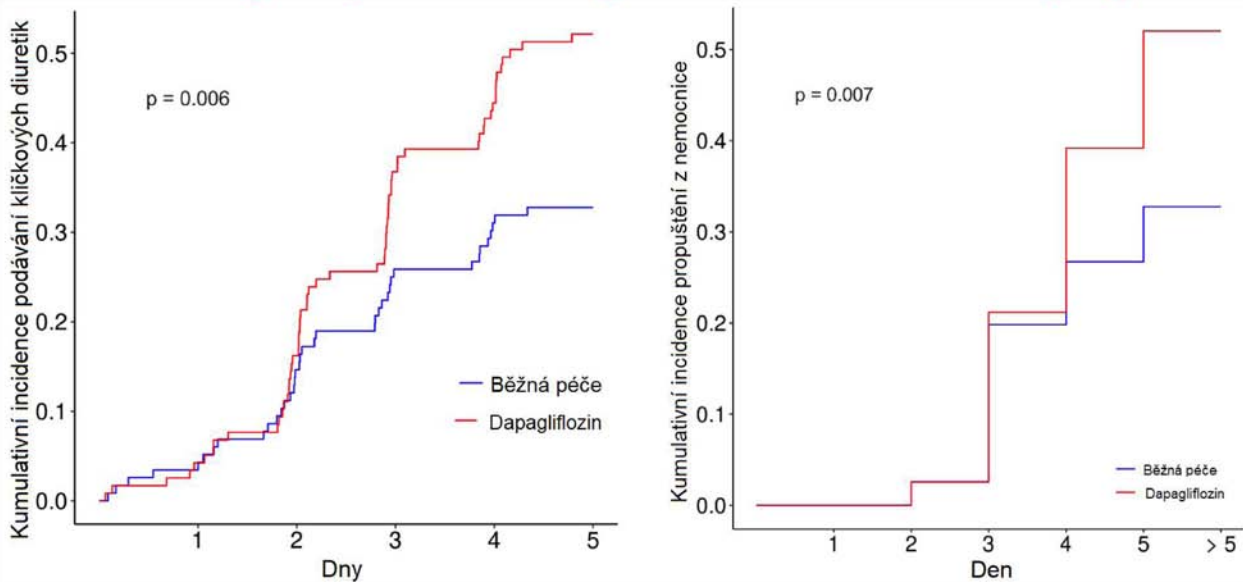 Kumulativní incidence podávání kličkových diuretik
0.5
0.4
0.3
0.2
0.1
0.0
p = 0.006
Běžná péče
Dapagliflozin
1 2 3 4 5
Dny
Kumulativní incidence propuštění z nemocnice
0.5
0.4
0.3
0.2
0.1
0.0
p = 0.007
Běžná péče
Dapagliflozin
1 2 3 4 5 > 5
Den